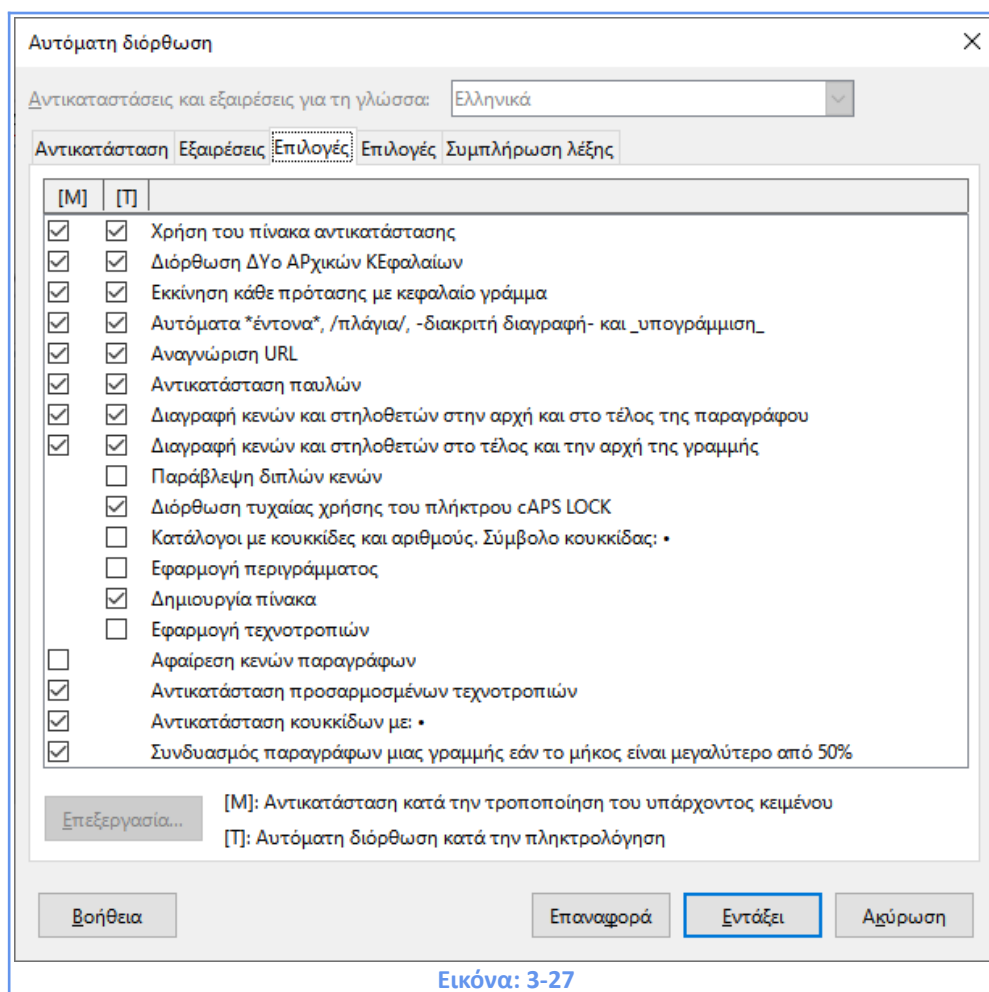 Αυτόματη διόρθωση
Αντικαταστάσεις και εξαιρέσεις για τη γλώσσα: Ελληνικά
Αντικατάσταση Εξαιρέσεις Επιλογές Επιλογές Συμπλήρωση λέξης
[M] [T]
Χρήση του πίνακα αντικατάστασης
Διόρθωση ΔΥο ΑΡχικών ΚΕφαλαίων
Εκκίνηση κάθε πρότασης με κεφαλαίο γράμμα
Αυτόματα *έντονα*, /πλάγια/, -διακριτή διαγραφή- και _υπογράμμιση_
Αναγνώριση URL
Αντικατάσταση παυλών
Διαγραφή κενών και στηλοθετών στην αρχή και στο τέλος της παραγράφου
Διαγραφή κενών και στηλοθετών στο τέλος και την αρχή της γραμμής
Παράβλεψη διπλών κενών
Διόρθωση τυχαίας χρήσης του πλήκτρου cAPS LOCK
Κατάλογοι με κουκκίδες και αριθμούς. Σύμβολο κουκκίδας: •
Εφαρμογή περιγράμματος
Δημιουργία πίνακα
Εφαρμογή τεχνοτροπιών
Αφαίρεση κενών παραγράφων
Αντικατάσταση προσαρμοσμένων τεχνοτροπιών
Αντικατάσταση κουκκίδων με: •
Συνδυασμός παραγράφων μιας γραμμής εάν το μήκος είναι μεγαλύτερο από 50%
Επεξεργασία... [M]: Αντικατάσταση κατά την τροποποίηση του υπάρχοντος κειμένου
[T]: Αυτόματη διόρθωση κατά την πληκτρολόγηση
Βοήθεια Επαναφορά Εντάξει Ακύρωση
Εικόνα: 3-27